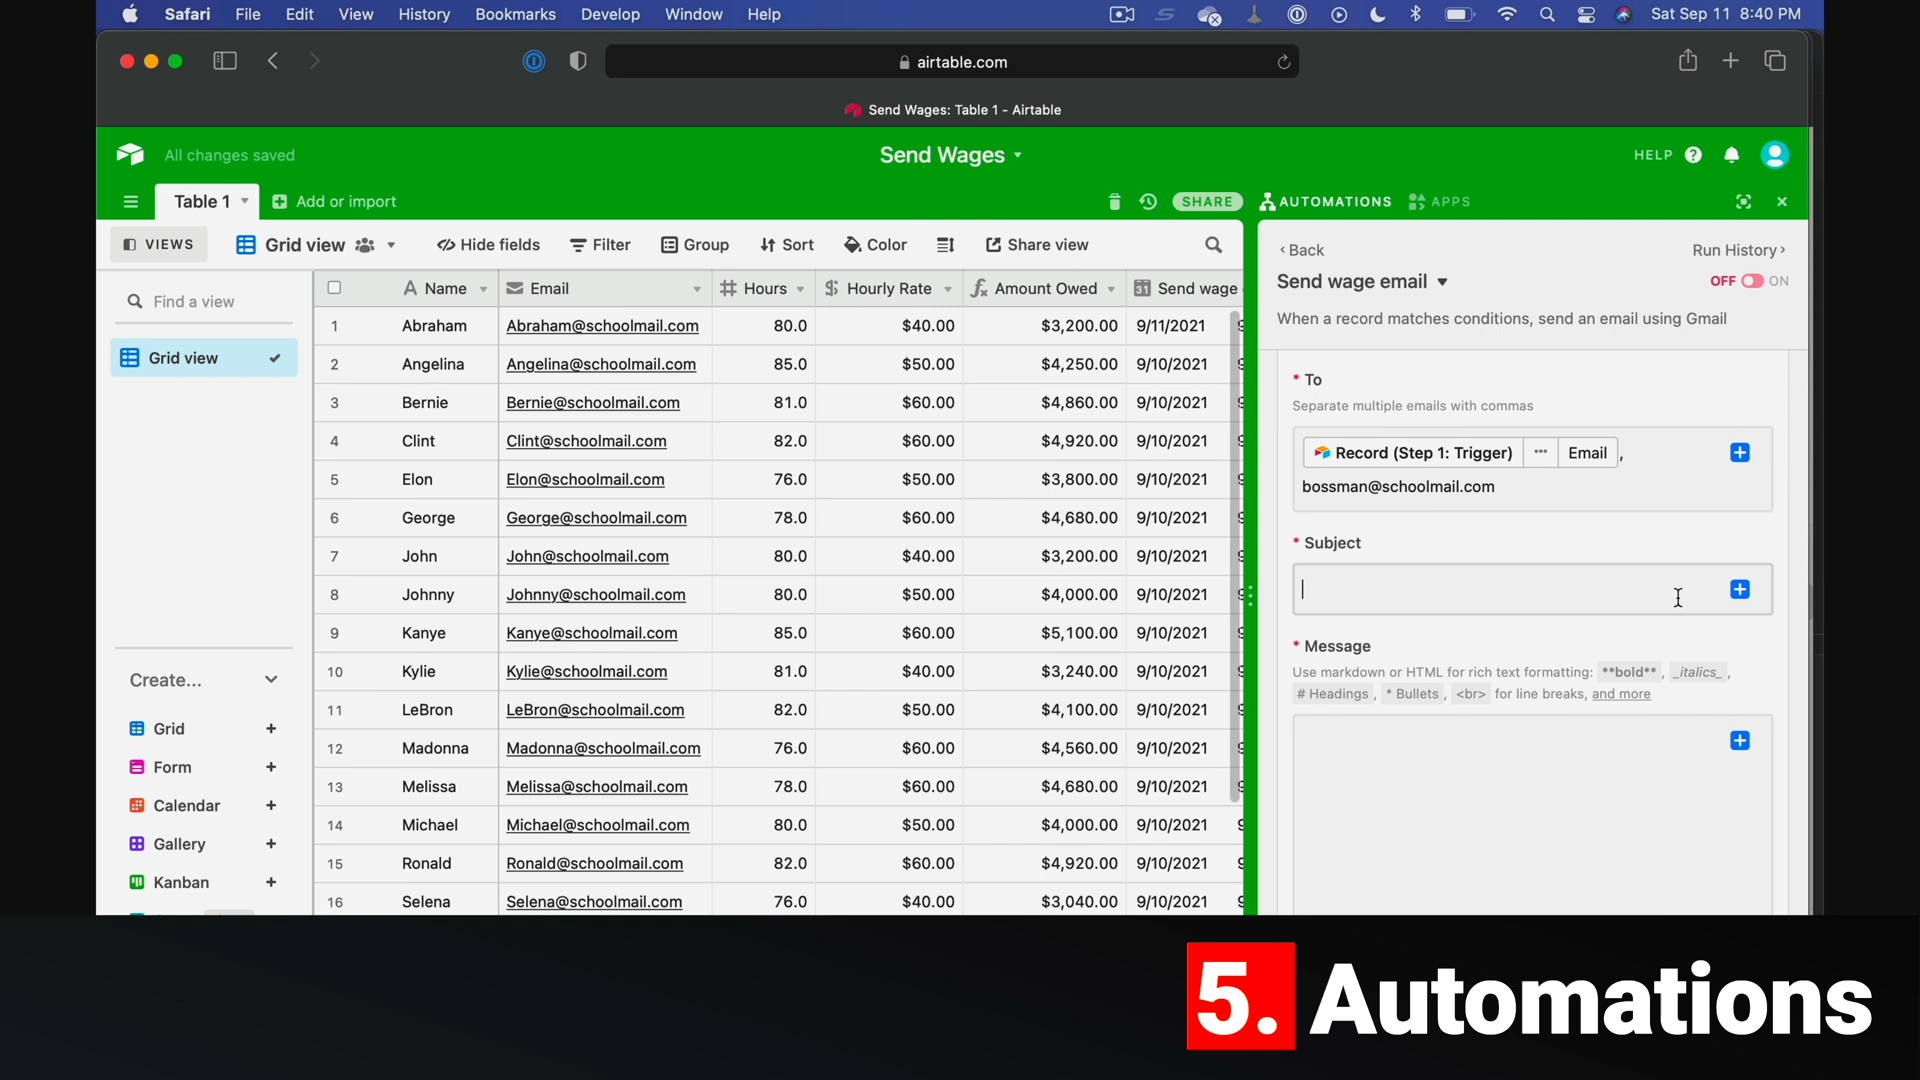 Safari File Edit View History Bookmarks Develop Window Help Sat Sep 11 8:40 PM
airtable.com
Send Wages: Table 1 - Airtable
All changes saved
Send Wages
HELP
Table 1
Add or import
SHARE
AUTOMATIONS
APPS
VIEWS
Grid view
Hide fields
Filter
Group
Sort
Color
Share view
Find a view
Grid view
Create...
Grid
Form
Calendar
Gallery
Kanban
Name Email Hours Hourly Rate Amount Owed Send wage
1 Abraham Abraham@schoolmail.com 80.0 $40.00 $3,200.00 9/11/2021
2 Angelina Angelina@schoolmail.com 85.0 $50.00 $4,250.00 9/10/2021
3 Bernie Bernie@schoolmail.com 81.0 $60.00 $4,860.00 9/10/2021
4 Clint Clint@schoolmail.com 82.0 $60.00 $4,920.00 9/10/2021
5 Elon Elon@schoolmail.com 76.0 $50.00 $3,800.00 9/10/2021
6 George George@schoolmail.com 78.0 $60.00 $4,680.00 9/10/2021
7 John John@schoolmail.com 80.0 $40.00 $3,200.00 9/10/2021
8 Johnny Johnny@schoolmail.com 80.0 $50.00 $4,000.00 9/10/2021
9 Kanye Kanye@schoolmail.com 85.0 $60.00 $5,100.00 9/10/2021
10 Kylie Kylie@schoolmail.com 81.0 $40.00 $3,240.00 9/10/2021
11 LeBron LeBron@schoolmail.com 82.0 $50.00 $4,100.00 9/10/2021
12 Madonna Madonna@schoolmail.com 76.0 $60.00 $4,560.00 9/10/2021
13 Melissa Melissa@schoolmail.com 78.0 $60.00 $4,680.00 9/10/2021
14 Michael Michael@schoolmail.com 80.0 $50.00 $4,000.00 9/10/2021
15 Ronald Ronald@schoolmail.com 82.0 $60.00 $4,920.00 9/10/2021
16 Selena Selena@schoolmail.com 76.0 $40.00 $3,040.00 9/10/2021
Back
Run History
Send wage email
OFF ON
When a record matches conditions, send an email using Gmail
* To
Separate multiple emails with commas
Record (Step 1: Trigger) ... Email ,
bossman@schoolmail.com
* Subject
* Message
Use markdown or HTML for rich text formatting: **bold** , _italics_ ,
# Headings , * Bullets , <br> for line breaks, and more
5. Automations